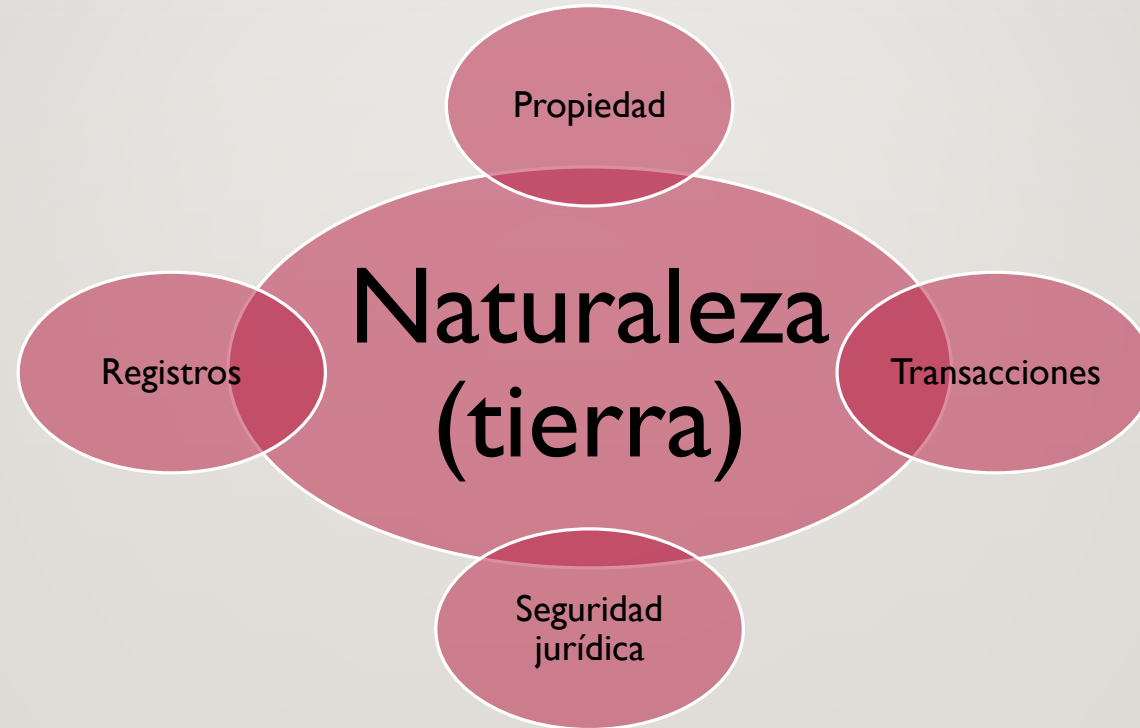 Propiedad
Naturaleza
(tierra)
Registros
Transacciones
Seguridad
jurídica